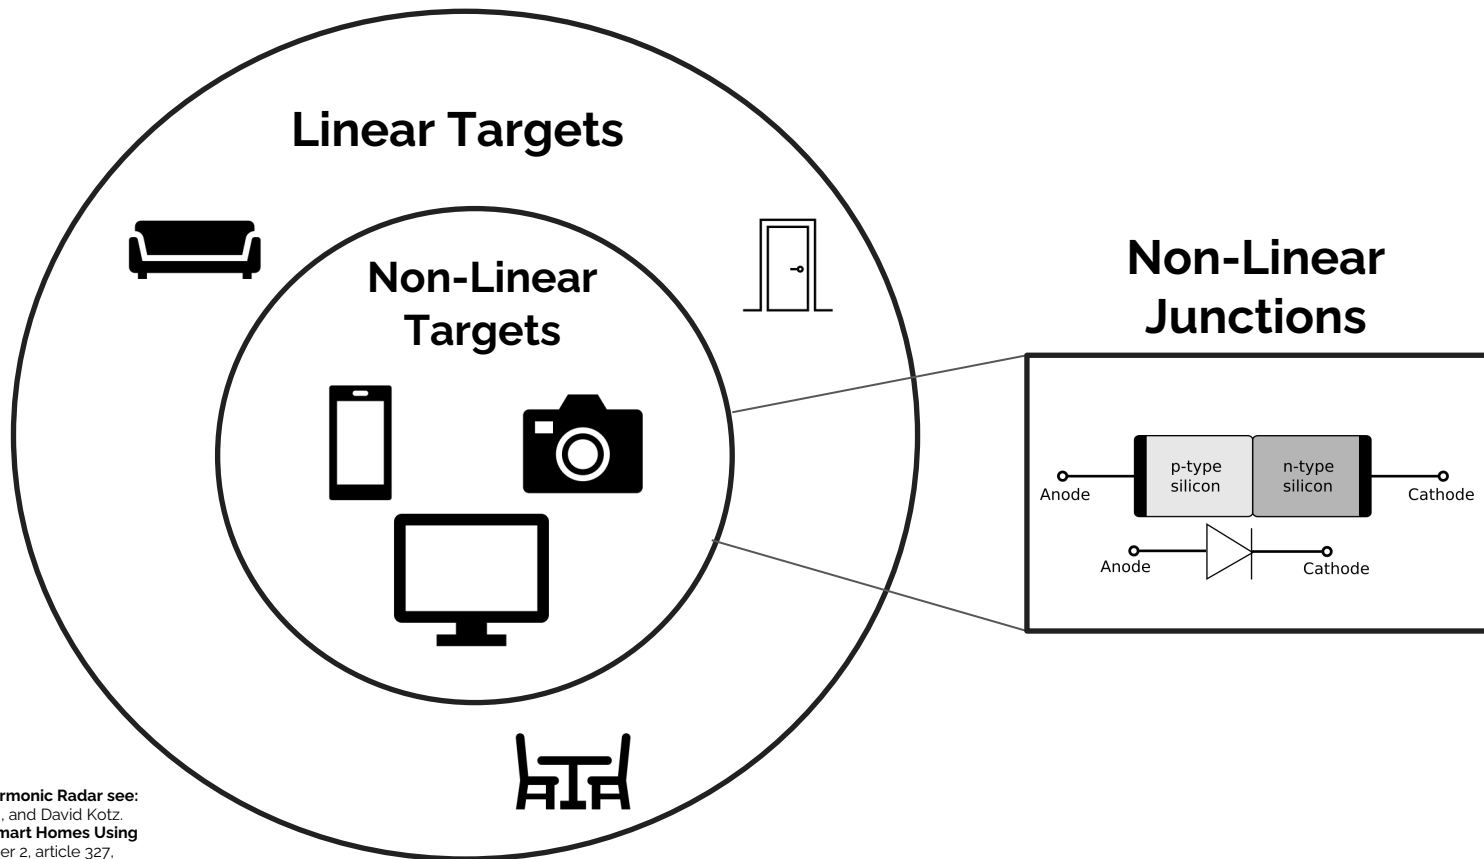 Linear Targets
Non-Linear
Targets
Non-Linear
Junctions
p-type
silicon
n-type
silicon
Anode
Cathode
Anode
Cathode
rmonic Radar see:
, and David Kotz.
mart Homes Using
er 2, article 327,